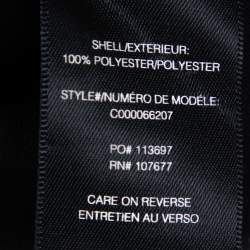 SHELL/EXTERIEUR:
100% POLYESTER/POLYESTER
STYLE#/NUMÉRO DE MODÉLE:
C000066207
PO# 113697
RN# 107677
CARE ON REVERSE
ENTRETIEN AU VERSO